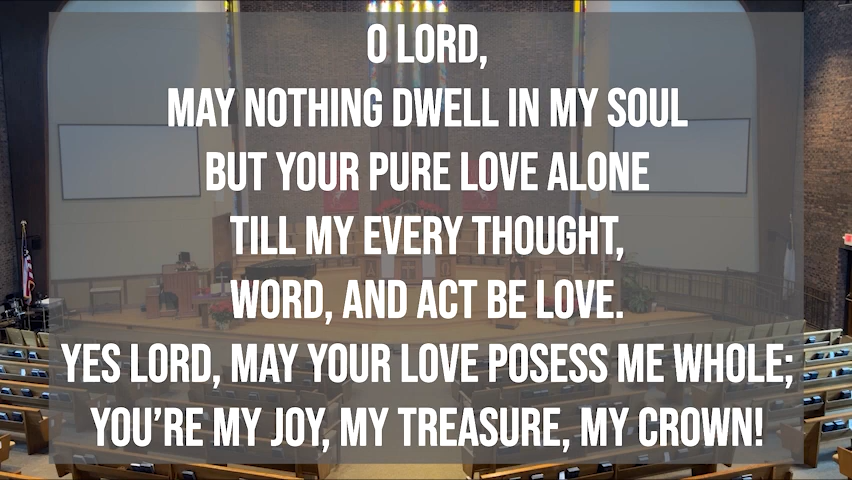 O LORD,
MAY NOTHING DWELL IN MY SOUL
BUT YOUR PURE LOVE ALONE
TILL MY EVERY THOUGHT,
WORD, AND ACT BE LOVE.
YES LORD, MAY YOUR LOVE POSESS ME WHOLE;
YOU'RE MY JOY, MY TREASURE, MY CROWN!